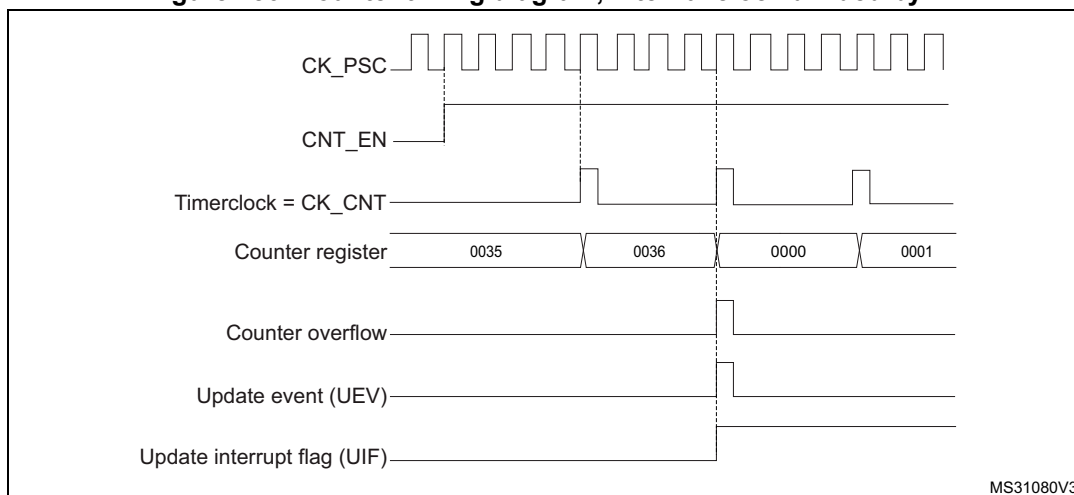 CK_PSC
CNT_EN
Timerclock = CK_CNT
Counter register 0035 0036 0000 0001
Counter overflow
Update event (UEV)
Update interrupt flag (UIF)
MS31080V3